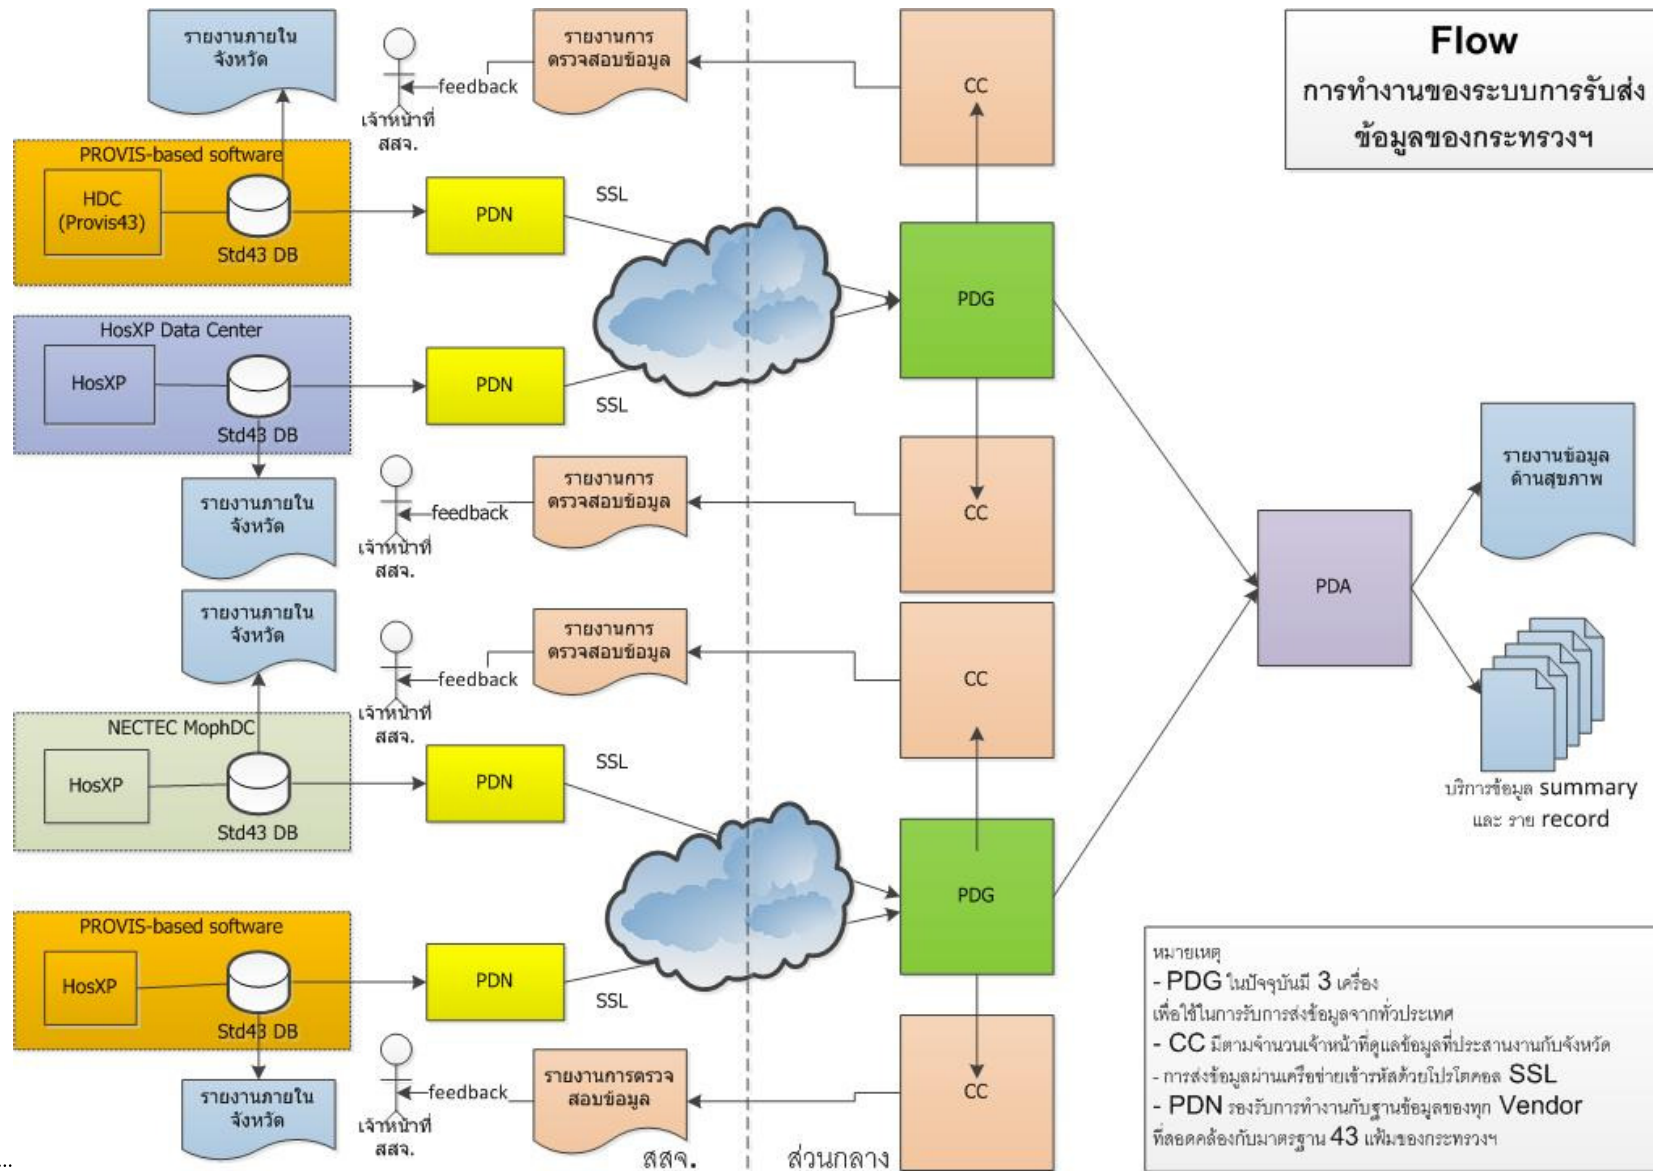 Flow
การทำงานของระบบการรับส่ง
ข้อมูลของกระทรวงฯ
รายงานภายใน
จังหวัด
เจ้าหน้าที่
สสจ.
feedback
รายงานการ
ตรวจสอบข้อมูล
CC
PROVIS-based software
HDC
(Provis43)
Std43 DB
PDN
SSL
PDG
HosXP Data Center
HosXP
Std43 DB
PDN
SSL
รายงานภายใน
จังหวัด
เจ้าหน้าที่
สสจ.
feedback
รายงานการ
ตรวจสอบข้อมูล
CC
รายงานข้อมูล
ด้านสุขภาพ
PDA
บริการข้อมูล summary
และ ราย record
รายงานภายใน
จังหวัด
เจ้าหน้าที่
สสจ.
feedback
รายงานการ
ตรวจสอบข้อมูล
CC
NECTEC MophDC
HosXP
Std43 DB
PDN
SSL
PDG
PROVIS-based software
HosXP
Std43 DB
PDN
SSL
รายงานภายใน
จังหวัด
เจ้าหน้าที่
สสจ.
feedback
รายงานการตรวจ
สอบข้อมูล
CC
สสจ.
ส่วนกลาง
หมายเหตุ
- PDG ในปัจจุบันมี 3 เครื่อง
เพื่อใช้ในการรับการส่งข้อมูลจากทั่วประเทศ
- CC มีตามจำนวนเจ้าหน้าที่ดูแลข้อมูลที่ประสานงานกับจังหวัด
- การส่งข้อมูลผ่านเครือข่ายเข้ารหัสด้วยโปรโตคอล SSL
- PDN รองรับการทำงานกับฐานข้อมูลของทุก Vendor
ที่สอดคล้องกับมาตรฐาน 43 แฟ้มของกระทรวงฯ
...